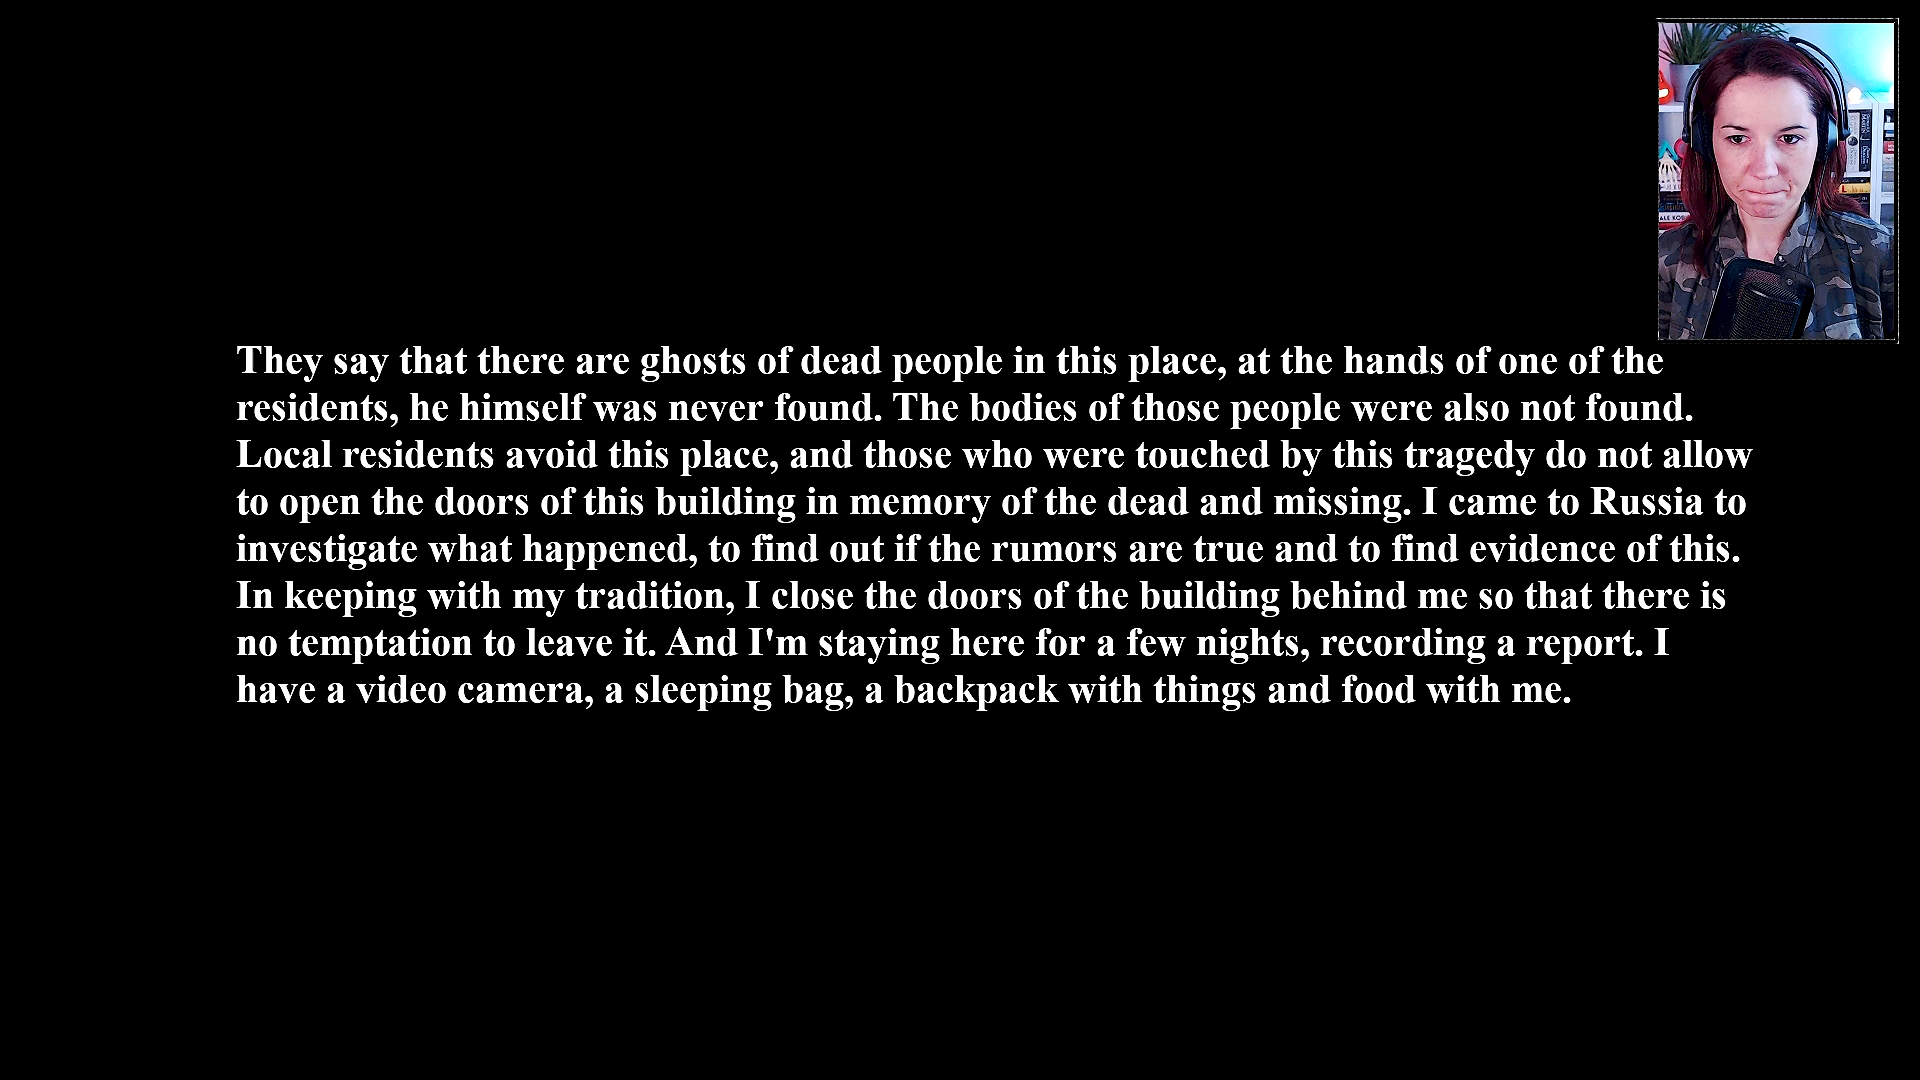 They say that there are ghosts of dead people in this place, at the hands of one of the
residents, he himself was never found. The bodies of those people were also not found.
Local residents avoid this place, and those who were touched by this tragedy do not allow
to open the doors of this building in memory of the dead and missing. I came to Russia to
investigate what happened, to find out if the rumors are true and to find evidence of this.
In keeping with my tradition, I close the doors of the building behind me so that there is
no temptation to leave it. And I'm staying here for a few nights, recording a report. I
have a video camera, a sleeping bag, a backpack with things and food with me.